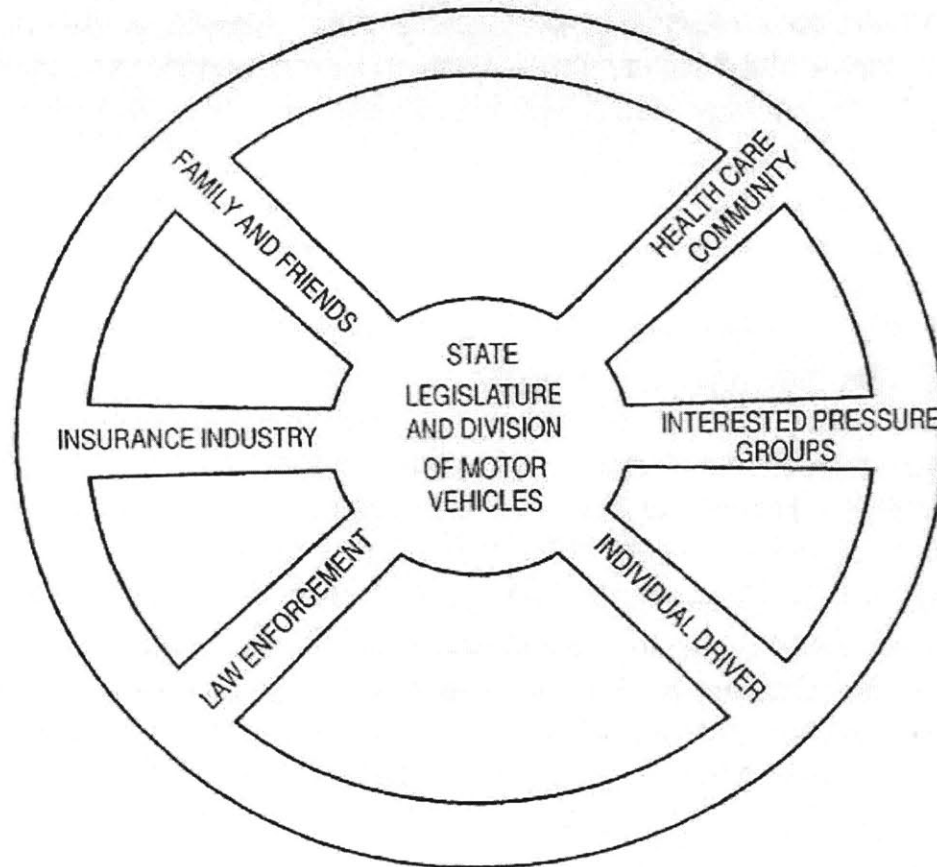 FAMILY AND FRIENDS
HEALTH CARE
COMMUNITY
STATE
LEGISLATURE
AND DIVISION
OF MOTOR
VEHICLES
INSURANCE INDUSTRY
INTERESTED PRESSURE
GROUPS
LAW ENFORCEMENT
INDIVIDUAL DRIVER